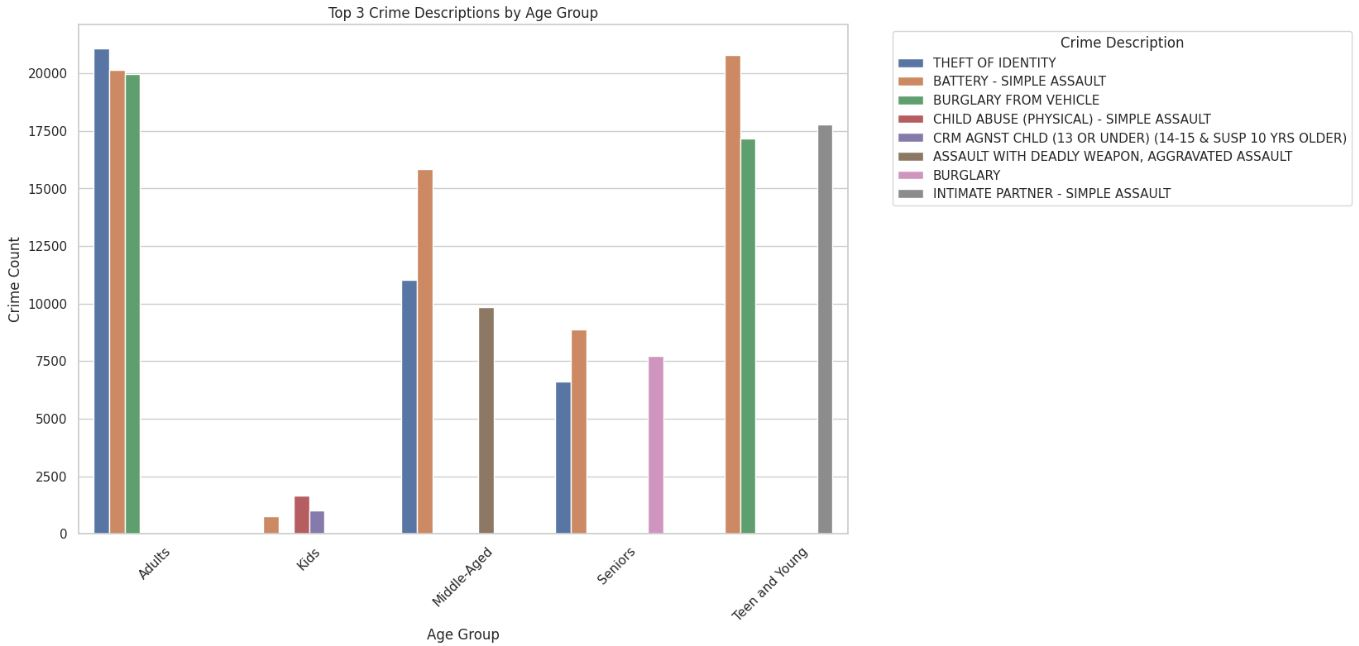 Top 3 Crime Descriptions by Age Group
Crime Count
20000
17500
15000
12500
10000
7500
5000
2500
0
Adults
Kids
Middle-Aged
Seniors
Teen and Young
Age Group
Crime Description
THEFT OF IDENTITY
BATTERY - SIMPLE ASSAULT
BURGLARY FROM VEHICLE
CHILD ABUSE (PHYSICAL) - SIMPLE ASSAULT
CRM AGNST CHLD (13 OR UNDER) (14-15 & SUSP 10 YRS OLDER)
ASSAULT WITH DEADLY WEAPON, AGGRAVATED ASSAULT
BURGLARY
INTIMATE PARTNER - SIMPLE ASSAULT